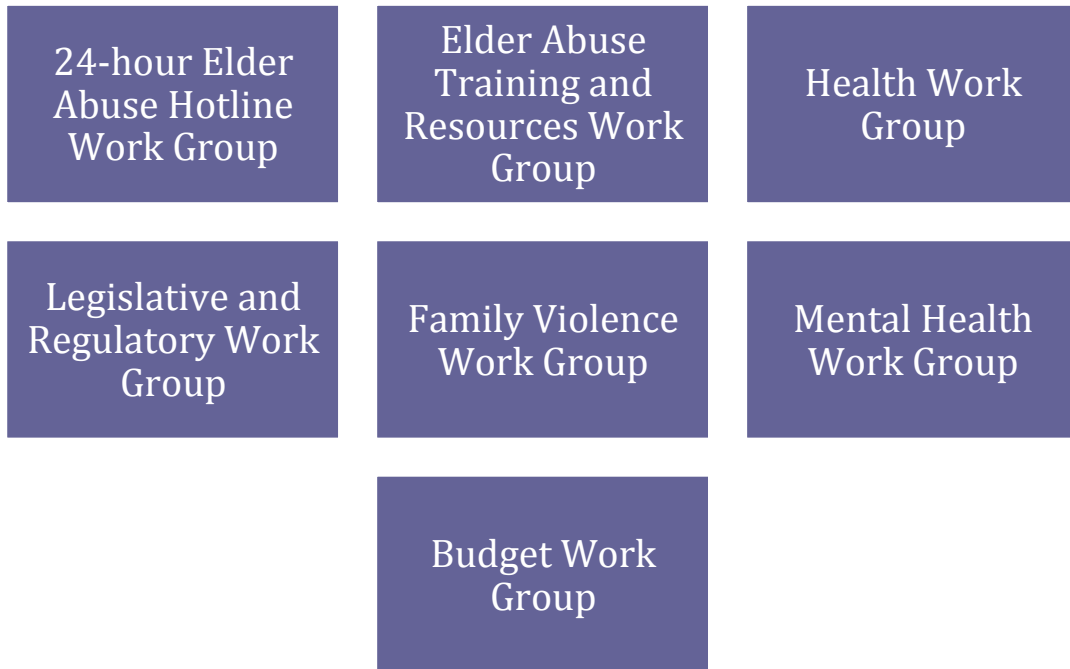 24-hour Elder
Abuse Hotline
Work Group
Elder Abuse
Training and
Resources Work
Group
Health Work
Group
Legislative and
Regulatory Work
Group
Family Violence
Work Group
Mental Health
Work Group
Budget Work
Group